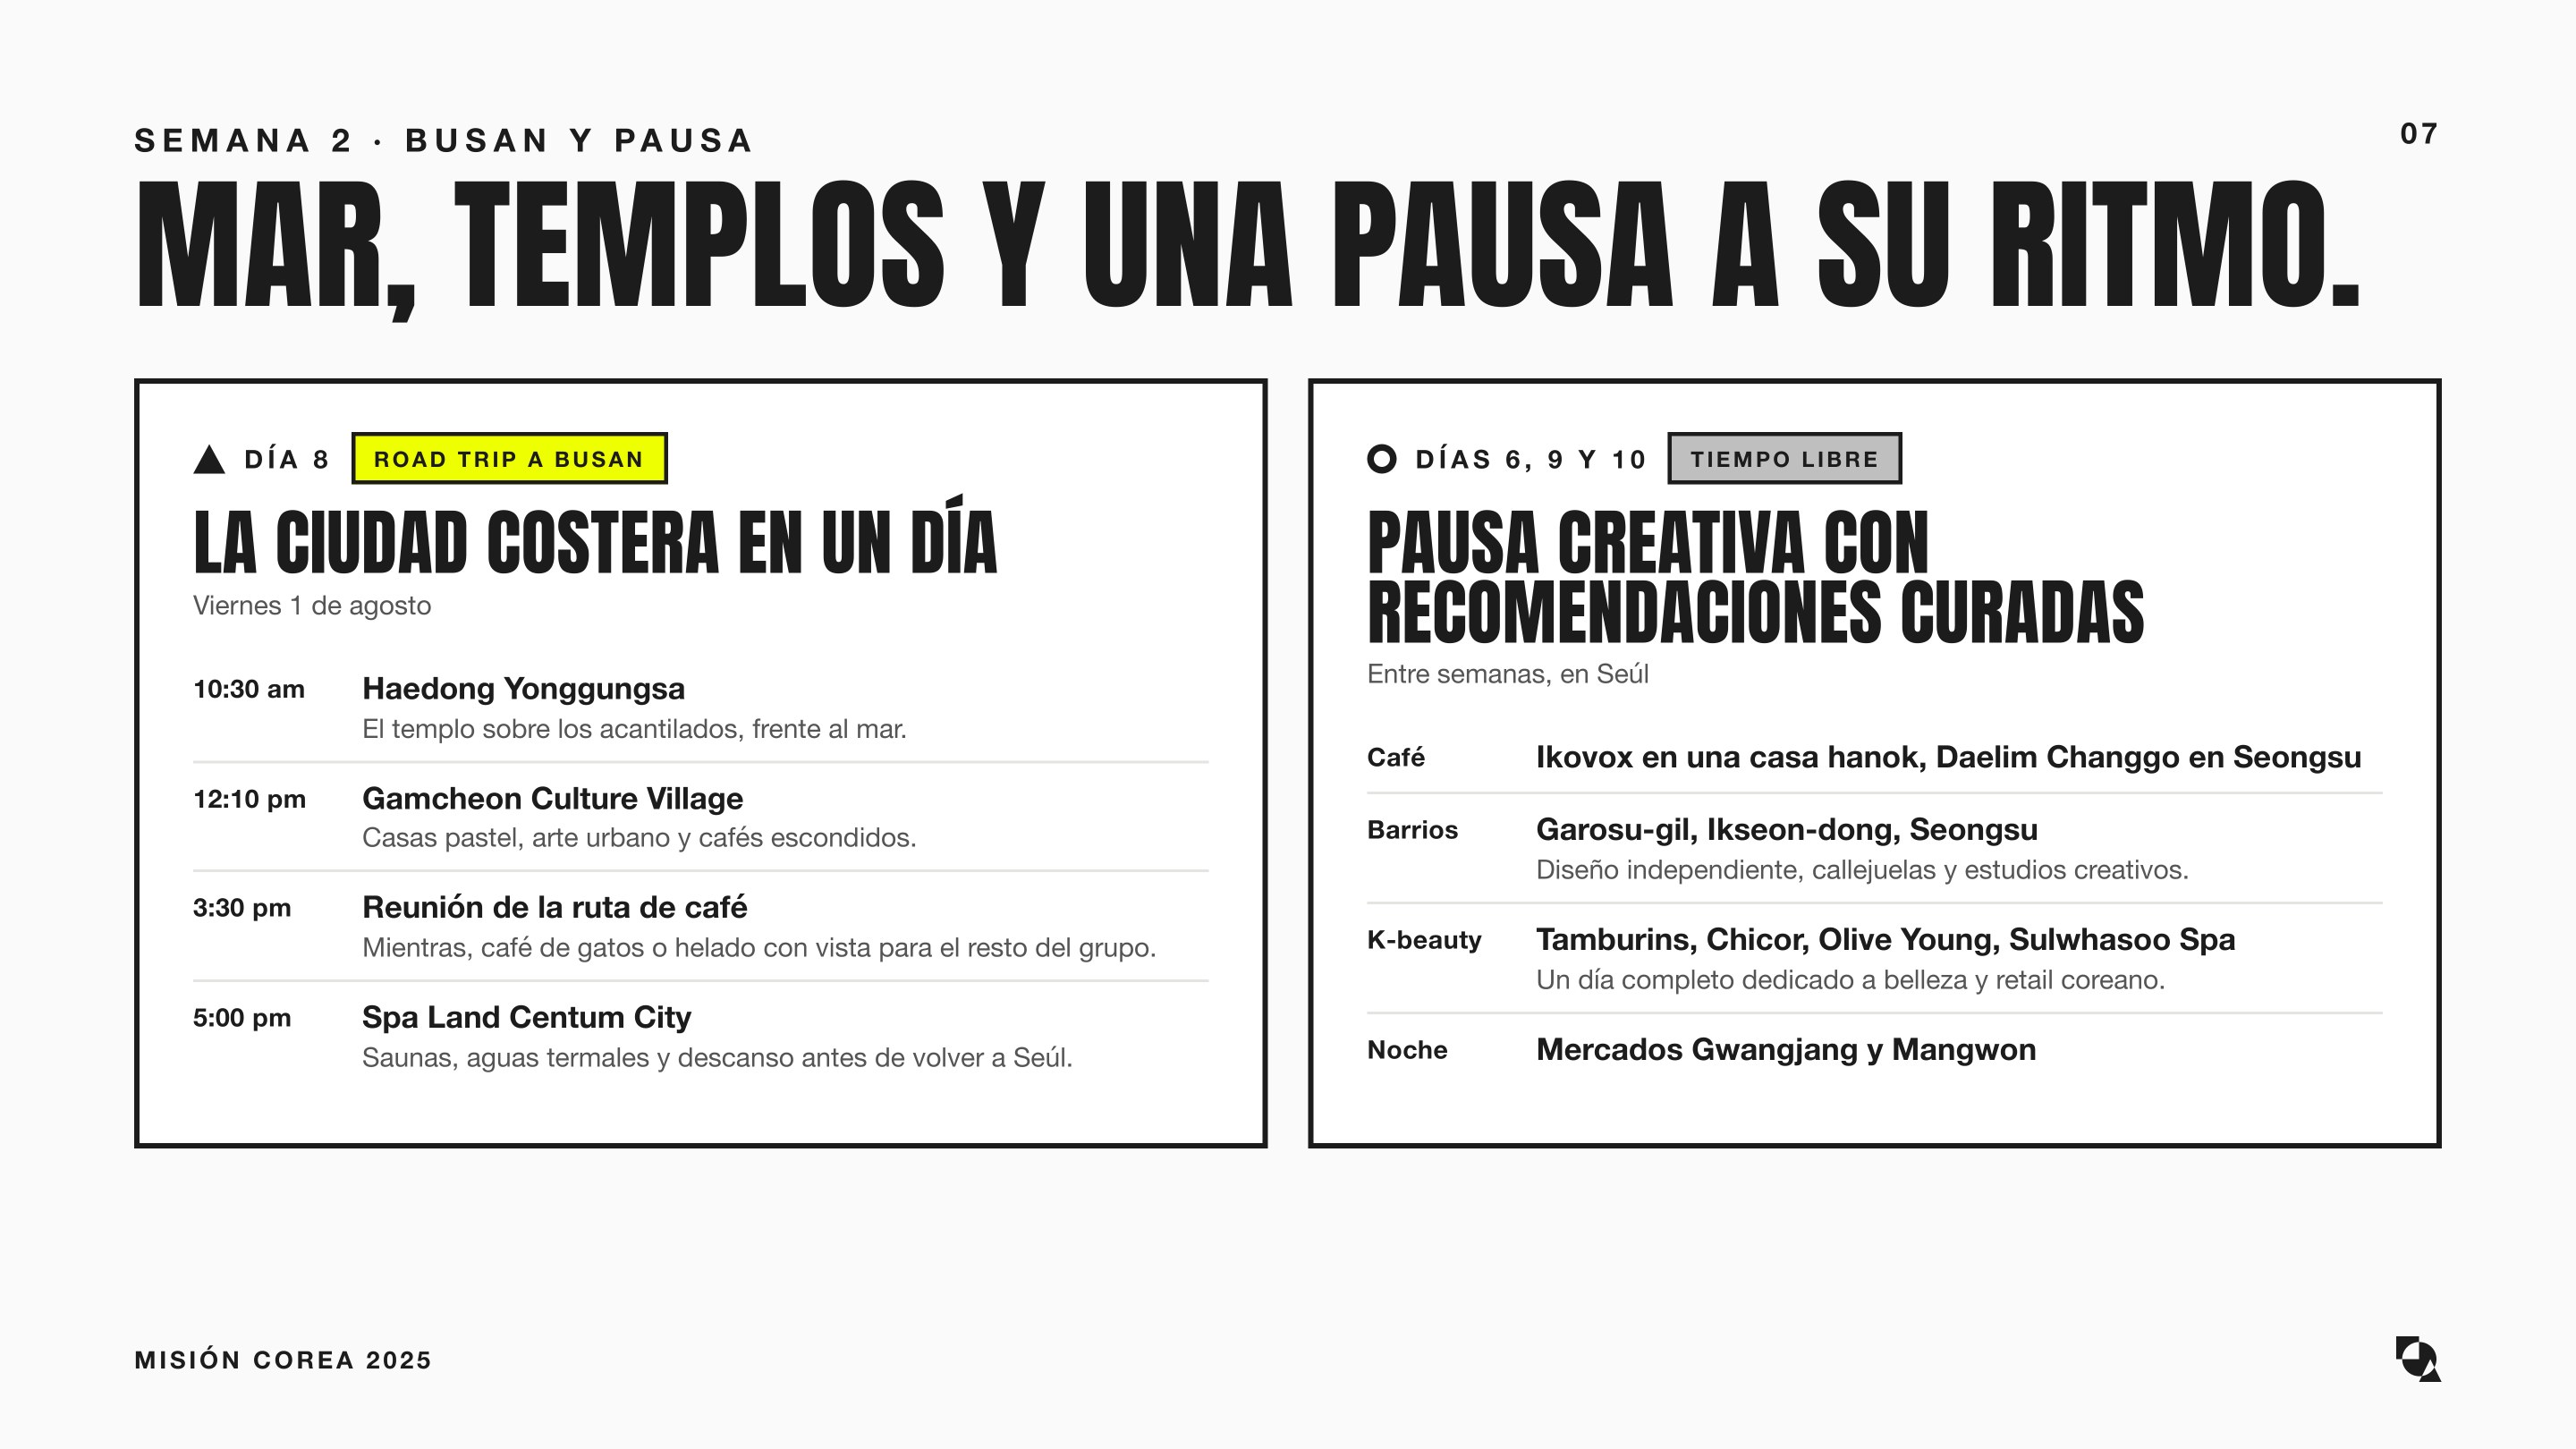 SEMANA 2 · BUSAN Y PAUSA
07
MAR, TEMPLOS Y UNA PAUSA A SU RITMO.
DÍA 8
ROAD TRIP A BUSAN
LA CIUDAD COSTERA EN UN DÍA
Viernes 1 de agosto
10:30 am
Haedong Yonggungsa
El templo sobre los acantilados, frente al mar.
12:10 pm
Gamcheon Culture Village
Casas pastel, arte urbano y cafés escondidos.
3:30 pm
Reunión de la ruta de café
Mientras, café de gatos o helado con vista para el resto del grupo.
5:00 pm
Spa Land Centum City
Saunas, aguas termales y descanso antes de volver a Seúl.
DÍAS 6, 9 Y 10
TIEMPO LIBRE
PAUSA CREATIVA CON
RECOMENDACIONES CURADAS
Entre semanas, en Seúl
Café
Ikovox en una casa hanok, Daelim Changgo en Seongsu
Barrios
Garosu-gil, Ikseon-dong, Seongsu
Diseño independiente, callejuelas y estudios creativos.
K-beauty
Tamburins, Chicor, Olive Young, Sulwhasoo Spa
Un día completo dedicado a belleza y retail coreano.
Noche
Mercados Gwangjang y Mangwon
MISIÓN COREA 2025